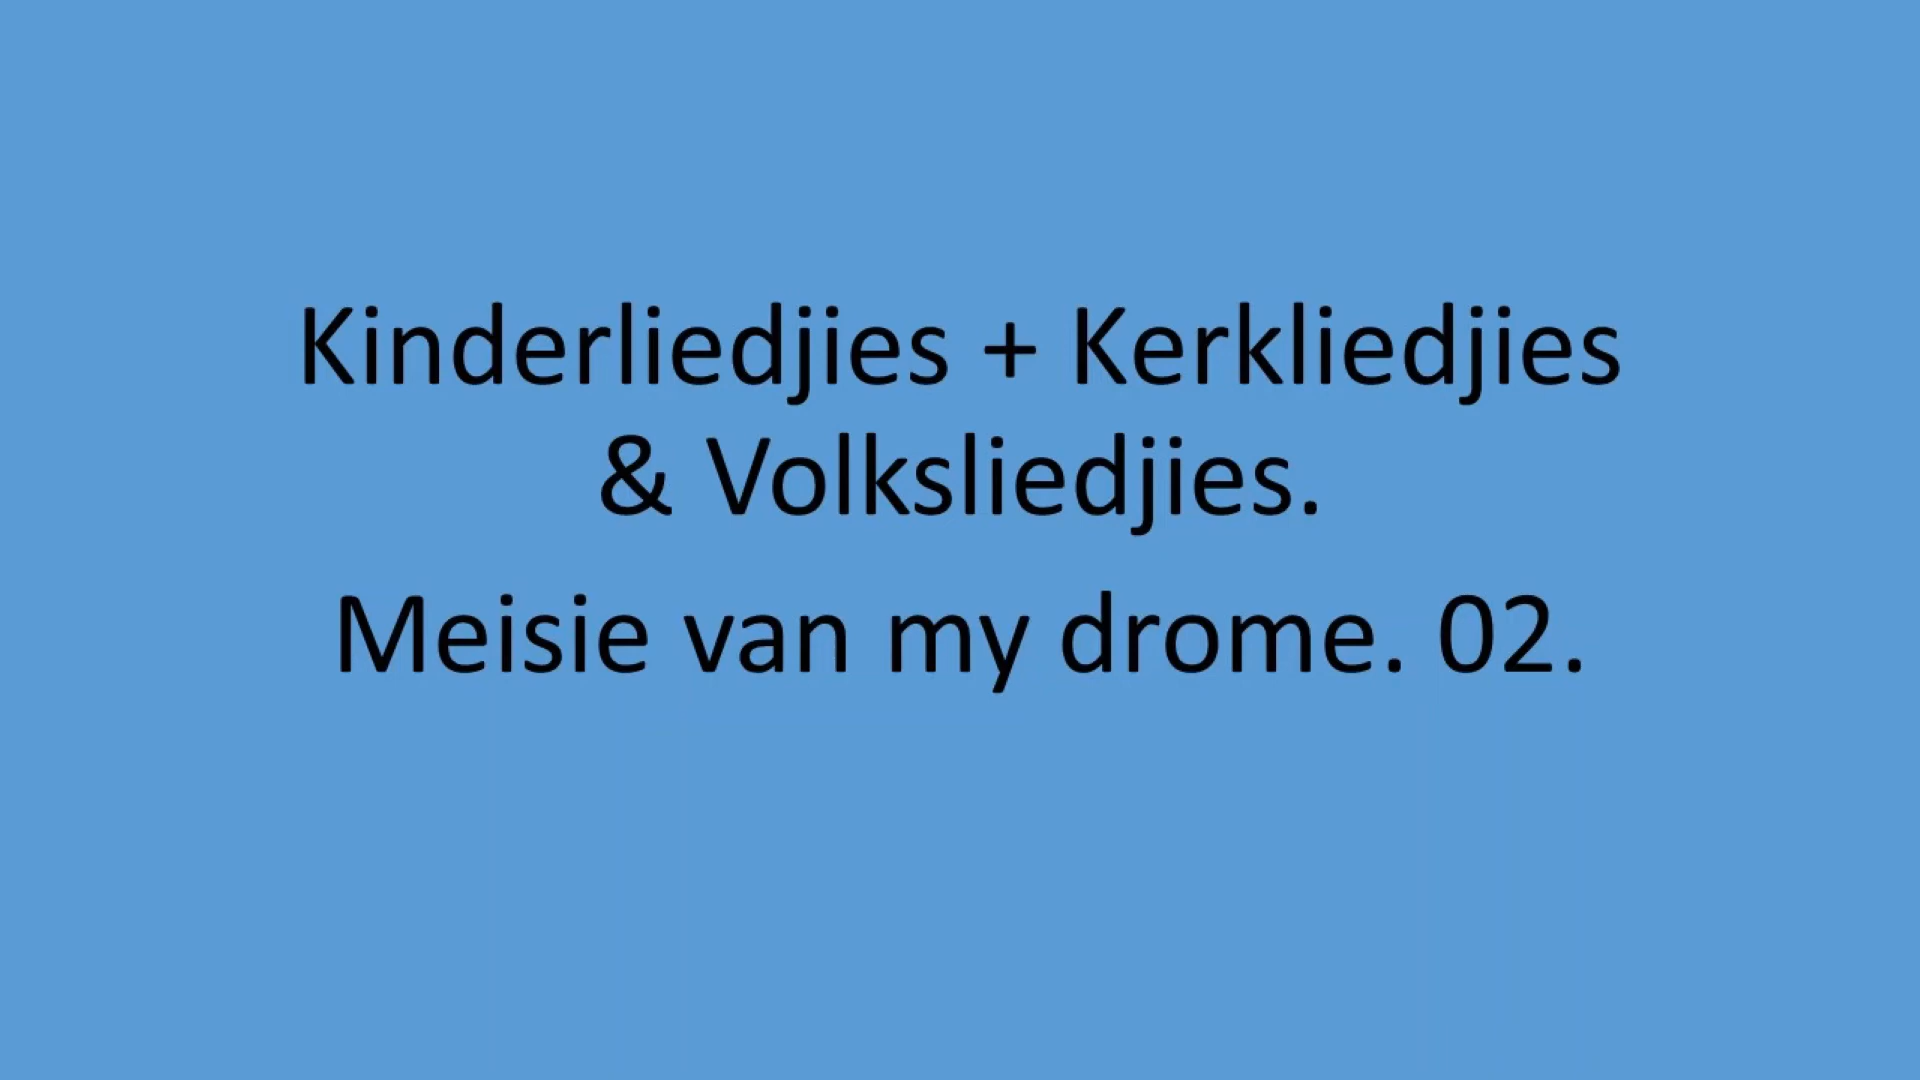 Kinderliedjies + Kerkliedjies
& Volksliedjies.
Meisie van my drome. 02.